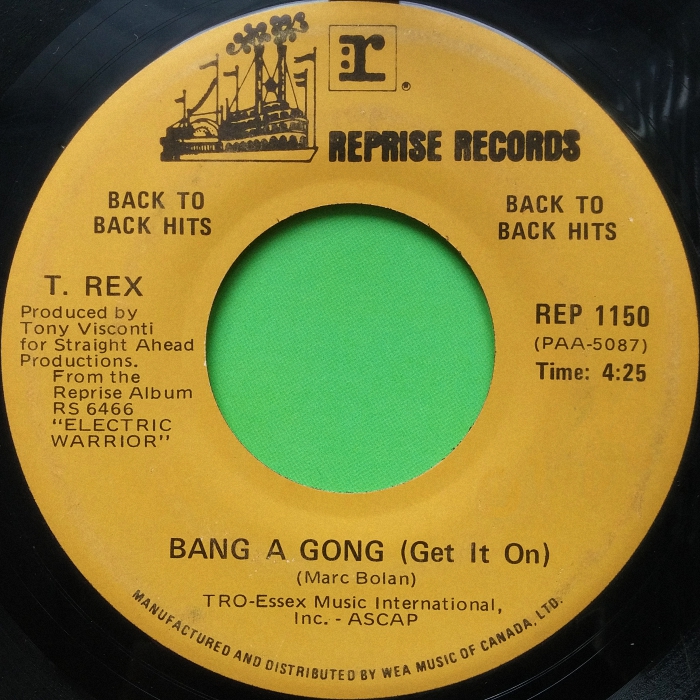 r
®
REPRISE RECORDS
BACK TO
BACK HITS
BACK TO
BACK HITS
T. REX
Produced by
Tony Visconti
for Straight Ahead
Productions.
From the
Reprise Album
RS 6466
"ELECTRIC
WARRIOR"
REP 1150
(PAA-5087)
Time: 4:25
BANG A GONG (Get It On)
(Marc Bolan)
TRO-Essex Music International,
Inc. - ASCAP
MANUFACTURED AND DISTRIBUTED BY WEA MUSIC OF CANADA, LTD.